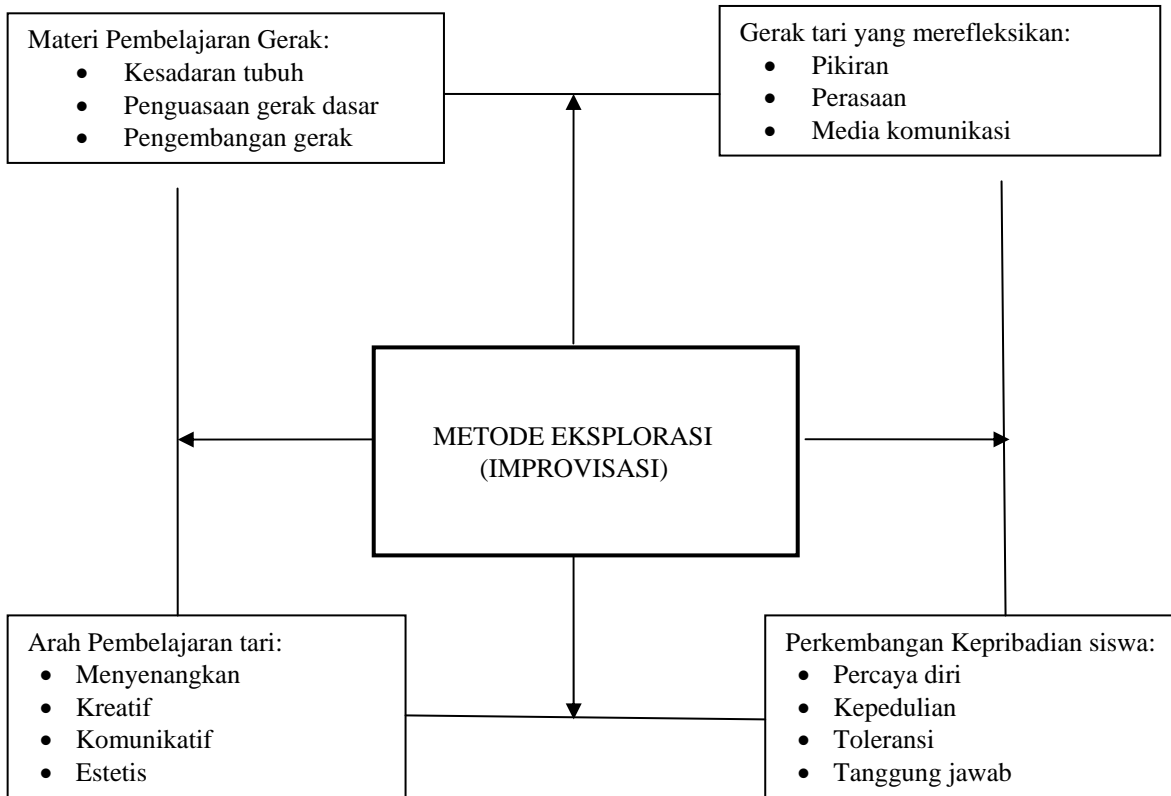 Materi Pembelajaran Gerak:
• Kesadaran tubuh
• Penguasaan gerak dasar
• Pengembangan gerak
Gerak tari yang merefleksikan:
• Pikiran
• Perasaan
• Media komunikasi
METODE EKSPLORASI
(IMPROVISASI)
Arah Pembelajaran tari:
• Menyenangkan
• Kreatif
• Komunikatif
• Estetis
Perkembangan Kepribadian siswa:
• Percaya diri
• Kepedulian
• Toleransi
• Tanggung jawab